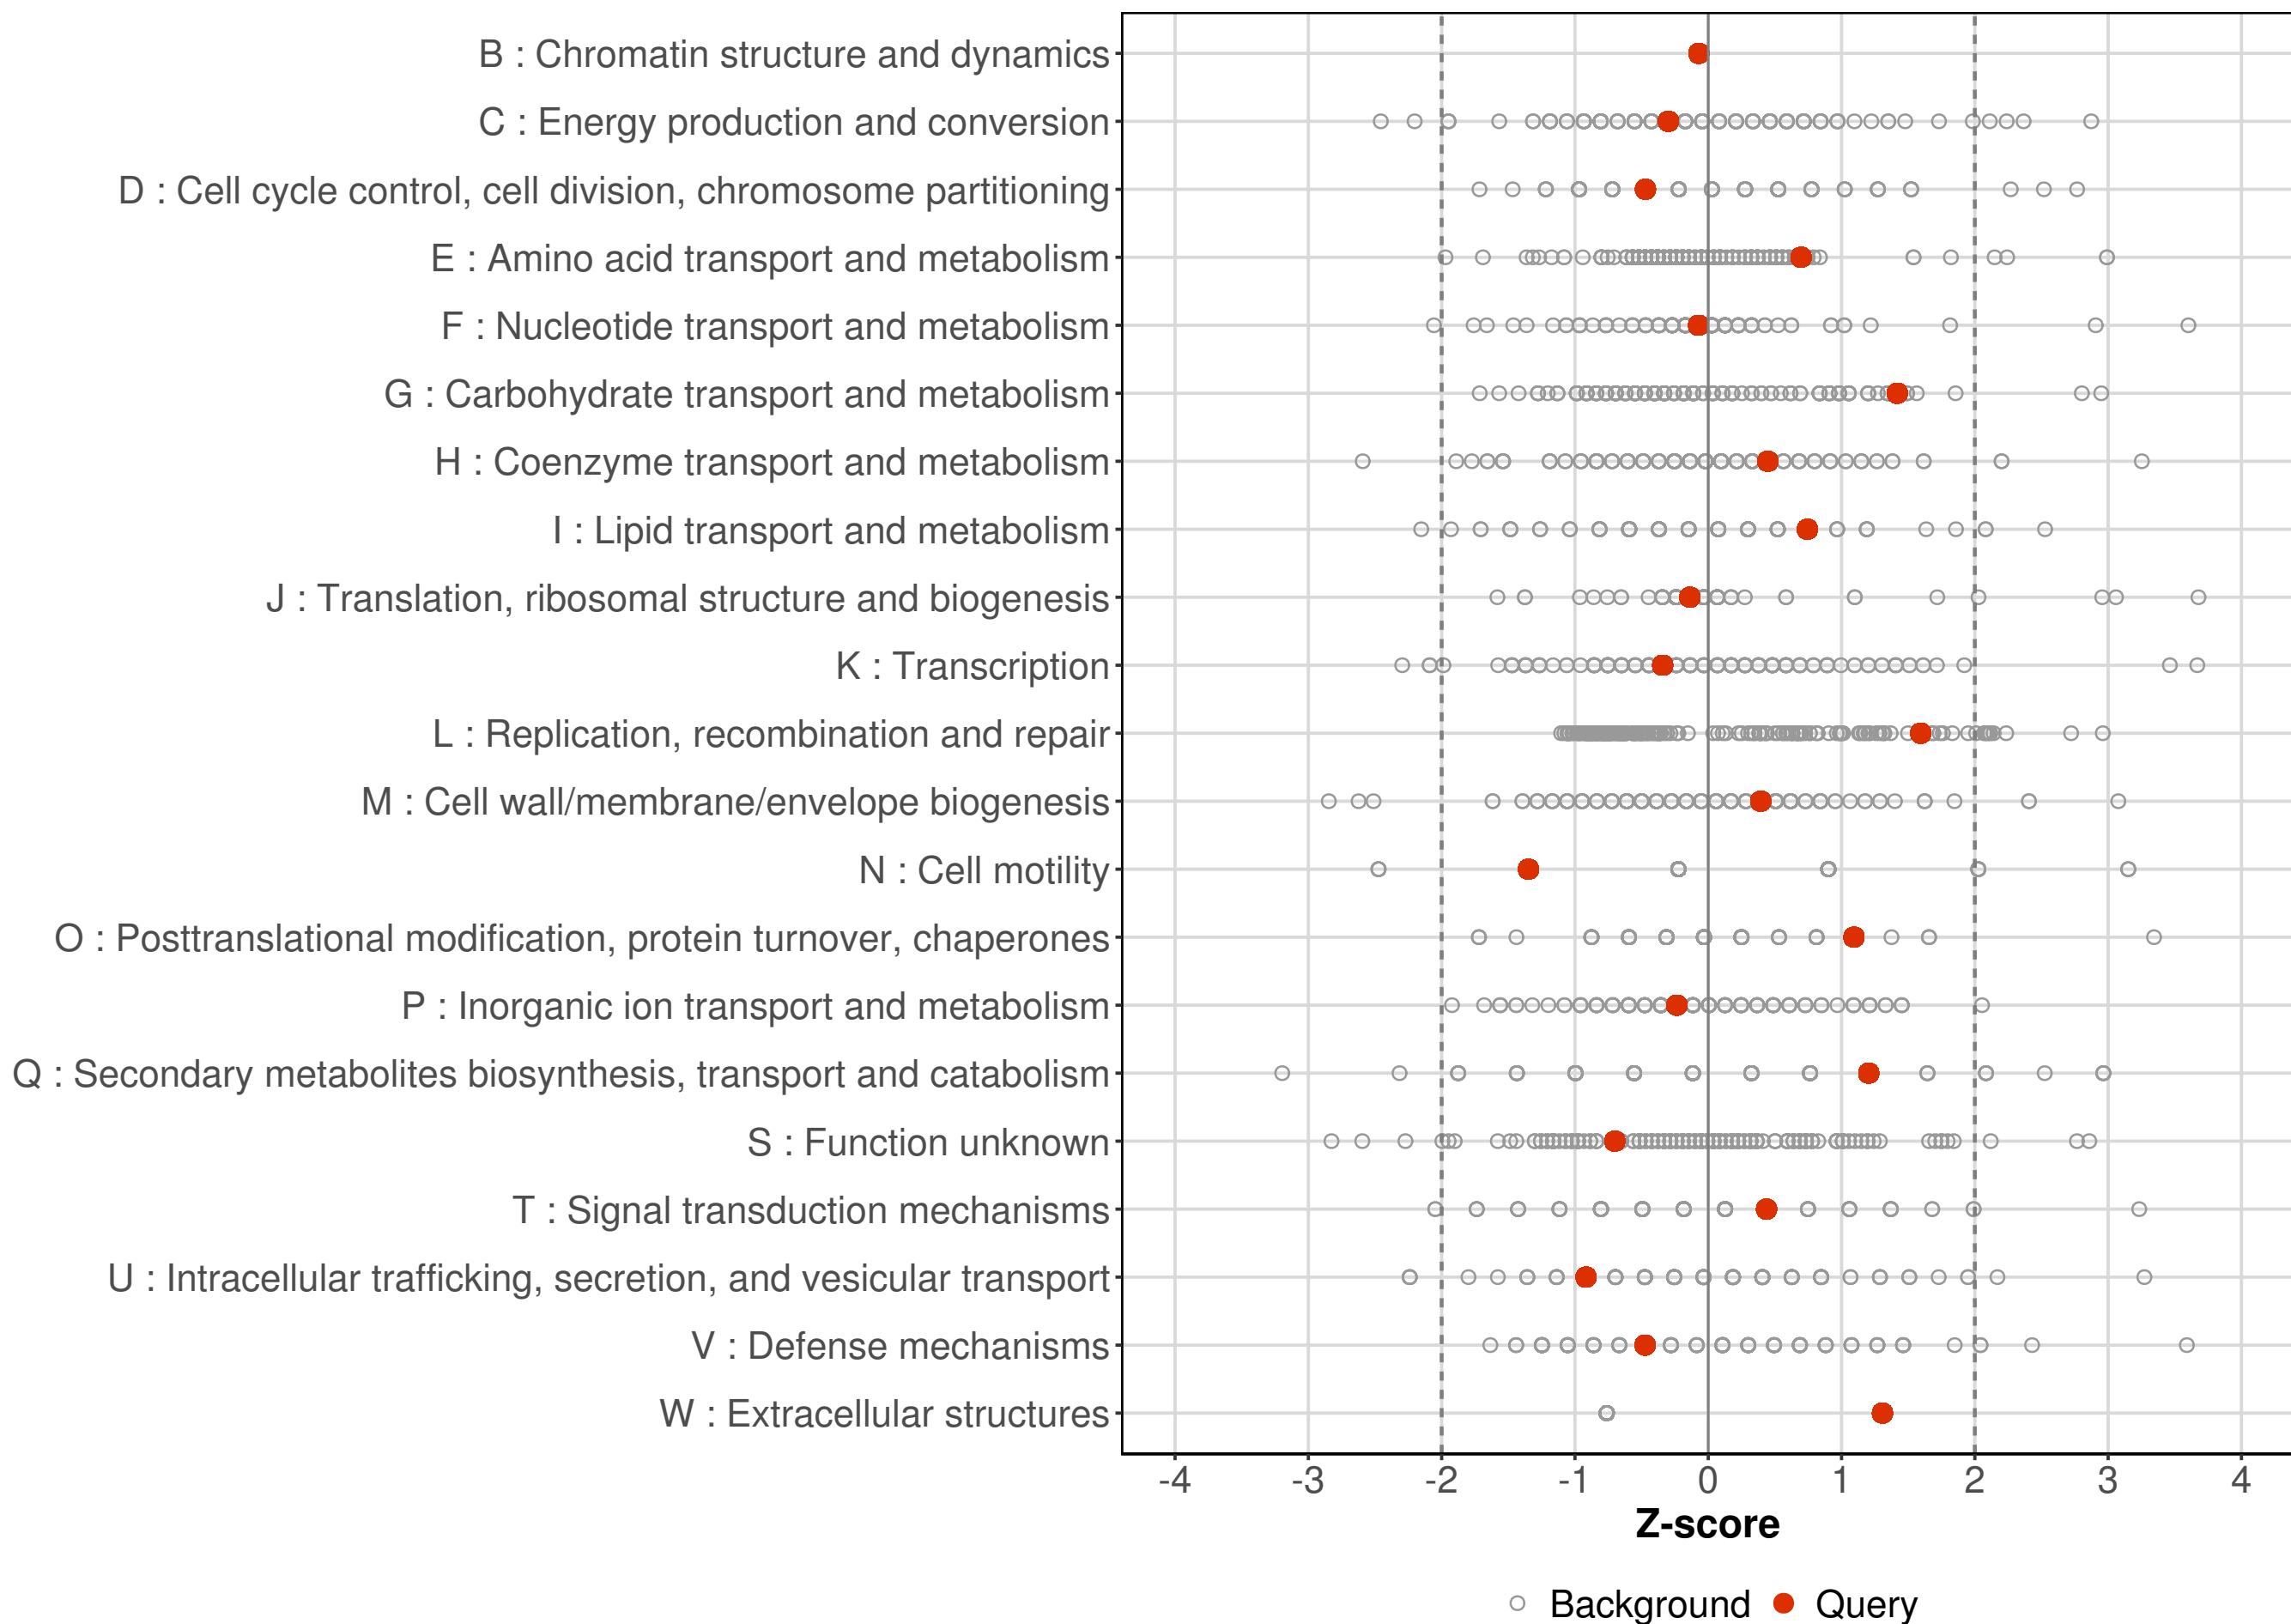 B : Chromatin structure and dynamics
C : Energy production and conversion
D : Cell cycle control, cell division, chromosome partitioning
E : Amino acid transport and metabolism
F : Nucleotide transport and metabolism
G : Carbohydrate transport and metabolism
H : Coenzyme transport and metabolism
I : Lipid transport and metabolism
J : Translation, ribosomal structure and biogenesis
K : Transcription
L : Replication, recombination and repair
M : Cell wall/membrane/envelope biogenesis
N : Cell motility
O : Posttranslational modification, protein turnover, chaperones
P : Inorganic ion transport and metabolism
Q : Secondary metabolites biosynthesis, transport and catabolism
S : Function unknown
T : Signal transduction mechanisms
U : Intracellular trafficking, secretion, and vesicular transport
V : Defense mechanisms
W : Extracellular structures
-4 -3 -2 -1 0 1 2 3 4
Z-score
Background Query